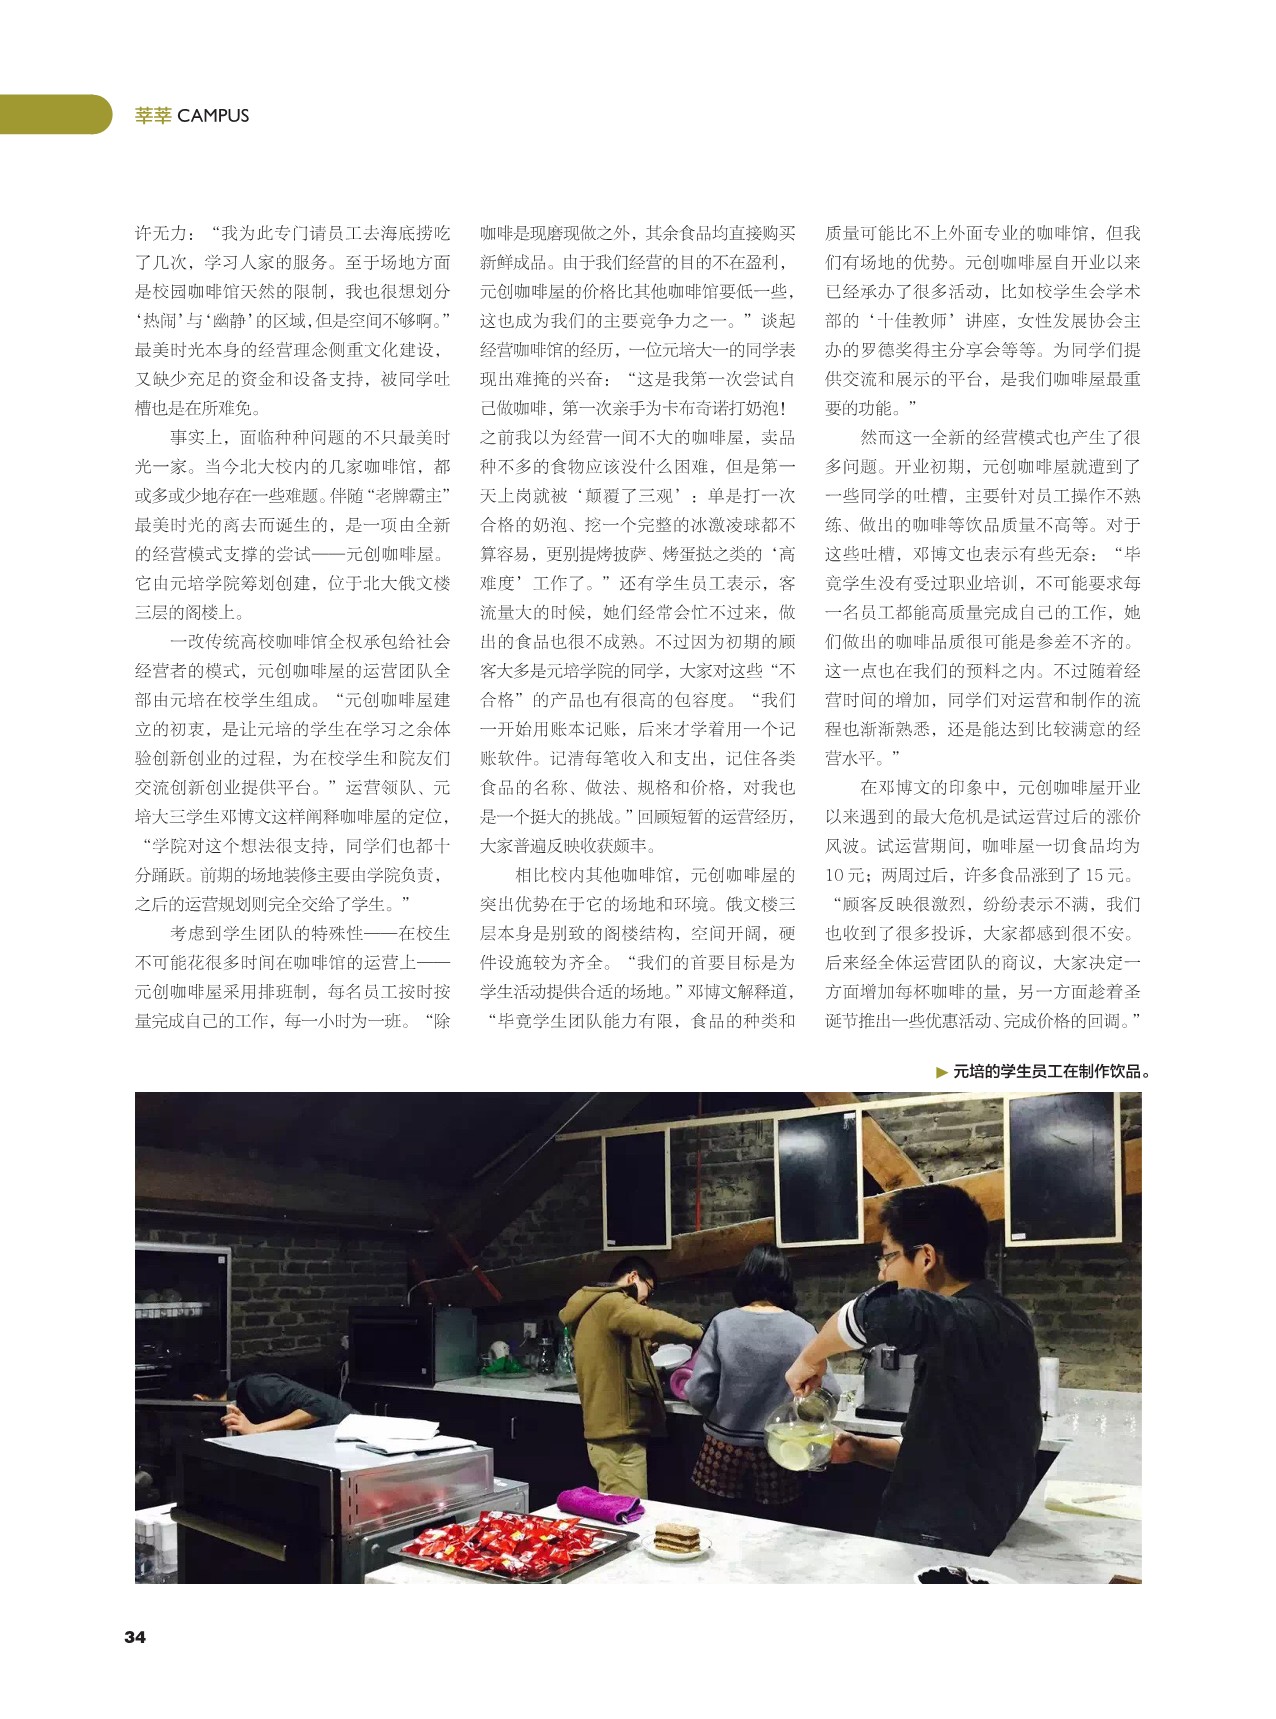 莘莘 CAMPUS
许无力：“我为此专门请员工去海底捞吃
了几次，学习人家的服务。至于场地方面
是校园咖啡馆天然的限制，我也很想划分
‘热闹’与‘幽静’的区域，但是空间不够啊。”
最美时光本身的经营理念侧重文化建设，
又缺少充足的资金和设备支持，被同学吐
槽也是在所难免。
事实上，面临种种问题的不只最美时
光一家。当今北大校内的几家咖啡馆，都
或多或少地存在一些难题。伴随“老牌霸主”
最美时光的离去而诞生的，是一项由全新
的经营模式支撑的尝试——元创咖啡屋。
它由元培学院筹划创建，位于北大俄文楼
三层的阁楼上。
一改传统高校咖啡馆全权承包给社会
经营者的模式，元创咖啡屋的运营团队全
部由元培在校学生组成。“元创咖啡屋建
立的初衷，是让元培的学生在学习之余体
验创新创业的过程，为在校学生和院友们
交流创新创业提供平台。”运营领队、元
培大三学生邓博文这样阐释咖啡屋的定位，
“学院对这个想法很支持，同学们也都十
分踊跃。前期的场地装修主要由学院负责，
之后的运营规划则完全交给了学生。”
考虑到学生团队的特殊性——在校生
不可能花很多时间在咖啡馆的运营上——
元创咖啡屋采用排班制，每名员工按时按
量完成自己的工作，每一小时为一班。“除
咖啡是现磨现做之外，其余食品均直接购买
新鲜成品。由于我们经营的目的不在盈利，
元创咖啡屋的价格比其他咖啡馆要低一些，
这也成为我们的主要竞争力之一。”谈起
经营咖啡馆的经历，一位元培大一的同学表
现出难掩的兴奋：“这是我第一次尝试自
己做咖啡，第一次亲手为卡布奇诺打奶泡！
之前我以为经营一间不大的咖啡屋，卖品
种不多的食物应该没什么困难，但是第一
天上岗就被‘颠覆了三观’：单是打一次
合格的奶泡、挖一个完整的冰激凌球都不
算容易，更别提烤披萨、烤蛋挞之类的‘高
难度’工作了。”还有学生员工表示，客
流量大的时候，她们经常会忙不过来，做
出的食品也很不成熟。不过因为初期的顾
客大多是元培学院的同学，大家对这些“不
合格”的产品也有很高的包容度。“我们
一开始用账本记账，后来才学着用一个记
账软件。记清每笔收入和支出，记住各类
食品的名称、做法、规格和价格，对我也
是一个挺大的挑战。”回顾短暂的运营经历，
大家普遍反映收获颇丰。
相比校内其他咖啡馆，元创咖啡屋的
突出优势在于它的场地和环境。俄文楼三
层本身是别致的阁楼结构，空间开阔，硬
件设施较为齐全。“我们的首要目标是为
学生活动提供合适的场地。”邓博文解释道，
“毕竟学生团队能力有限，食品的种类和
质量可能比不上外面专业的咖啡馆，但我
们有场地的优势。元创咖啡屋自开业以来
已经承办了很多活动，比如校学生会学术
部的‘十佳教师’讲座，女性发展协会主
办的罗德奖得主分享会等等。为同学们提
供交流和展示的平台，是我们咖啡屋最重
要的功能。”
然而这一全新的经营模式也产生了很
多问题。开业初期，元创咖啡屋就遭到了
一些同学的吐槽，主要针对员工操作不熟
练、做出的咖啡等饮品质量不高等。对于
这些吐槽，邓博文也表示有些无奈：“毕
竟学生没有受过职业培训，不可能要求每
一名员工都能高质量完成自己的工作，她
们做出的咖啡品质很可能是参差不齐的。
这一点也在我们的预料之内。不过随着经
营时间的增加，同学们对运营和制作的流
程也渐渐熟悉，还是能达到比较满意的经
营水平。”
在邓博文的印象中，元创咖啡屋开业
以来遇到的最大危机是试运营过后的涨价
风波。试运营期间，咖啡屋一切食品均为
10 元；两周过后，许多食品涨到了 15 元。
“顾客反映很激烈，纷纷表示不满，我们
也收到了很多投诉，大家都感到很不安。
后来经全体运营团队的商议，大家决定一
方面增加每杯咖啡的量，另一方面趁着圣
诞节推出一些优惠活动、完成价格的回调。”
▶ 元培的学生员工在制作饮品。
34